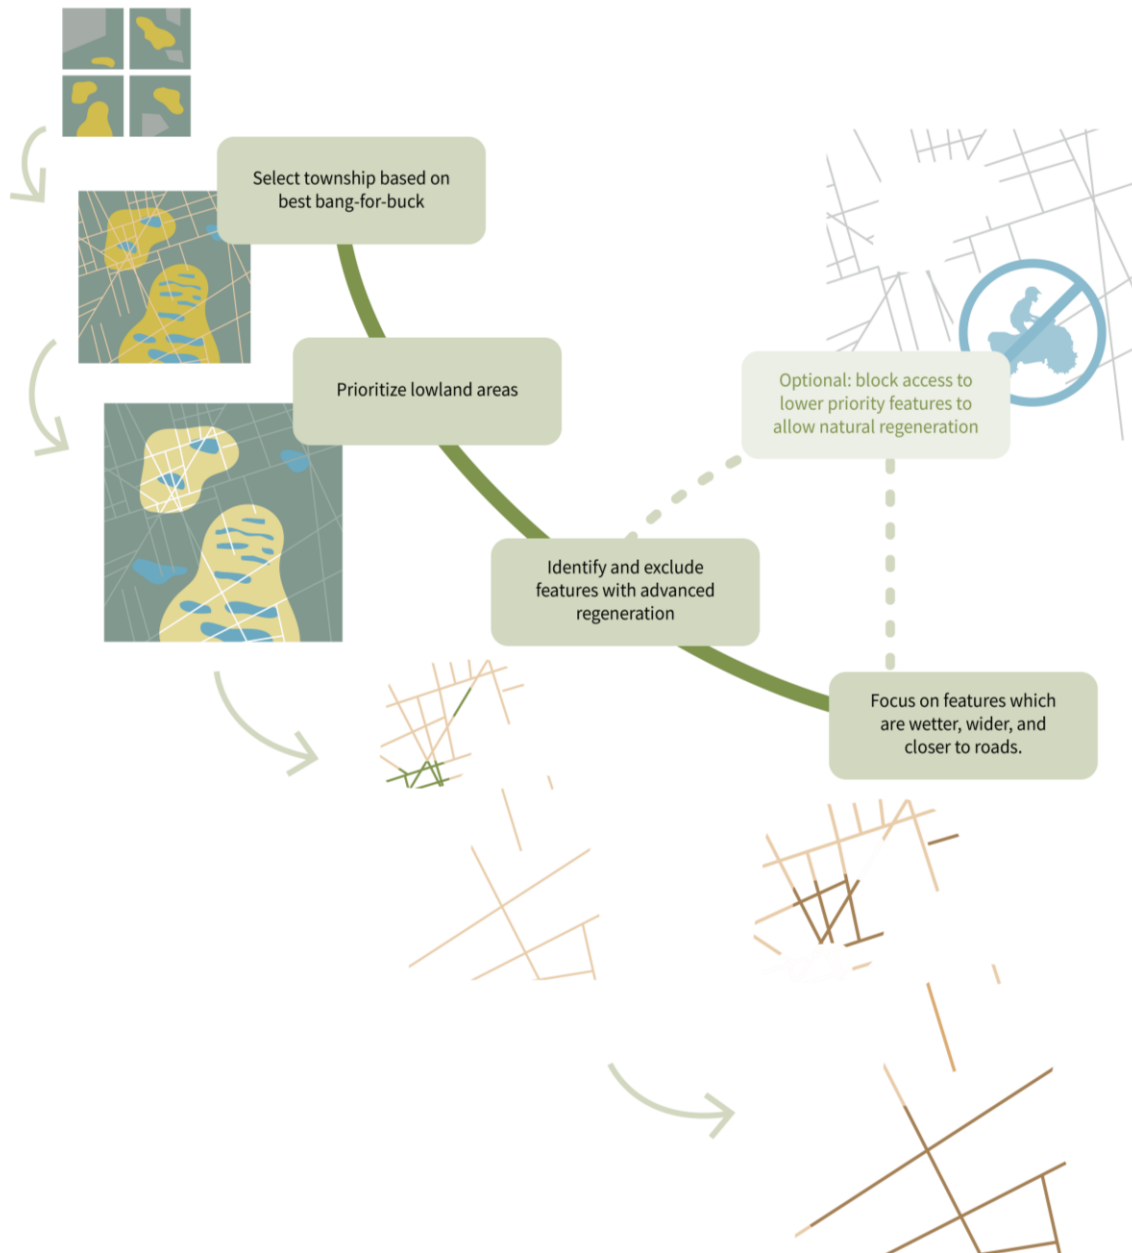 Select township based on
best bang-for-buck
Prioritize lowland areas
Optional: block access to
lower priority features to
allow natural regeneration
Identify and exclude
features with advanced
regeneration
Focus on features which
are wetter, wider, and
closer to roads.